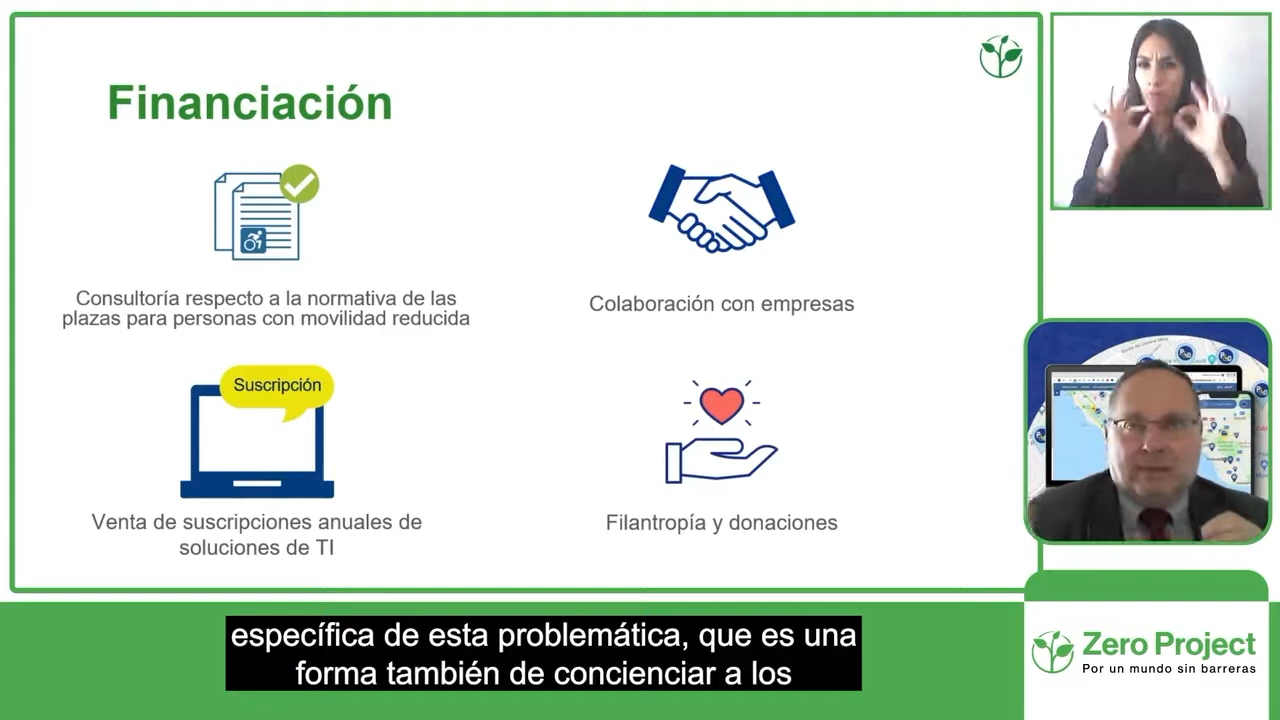 Financiación
Consultoría respecto a la normativa de las
plazas para personas con movilidad reducida
Colaboración con empresas
Suscripción
Venta de suscripciones anuales de
soluciones de TI
Filantropía y donaciones
específica de esta problemática, que es una
forma también de concienciar a los
Zero Project
Por un mundo sin barreras